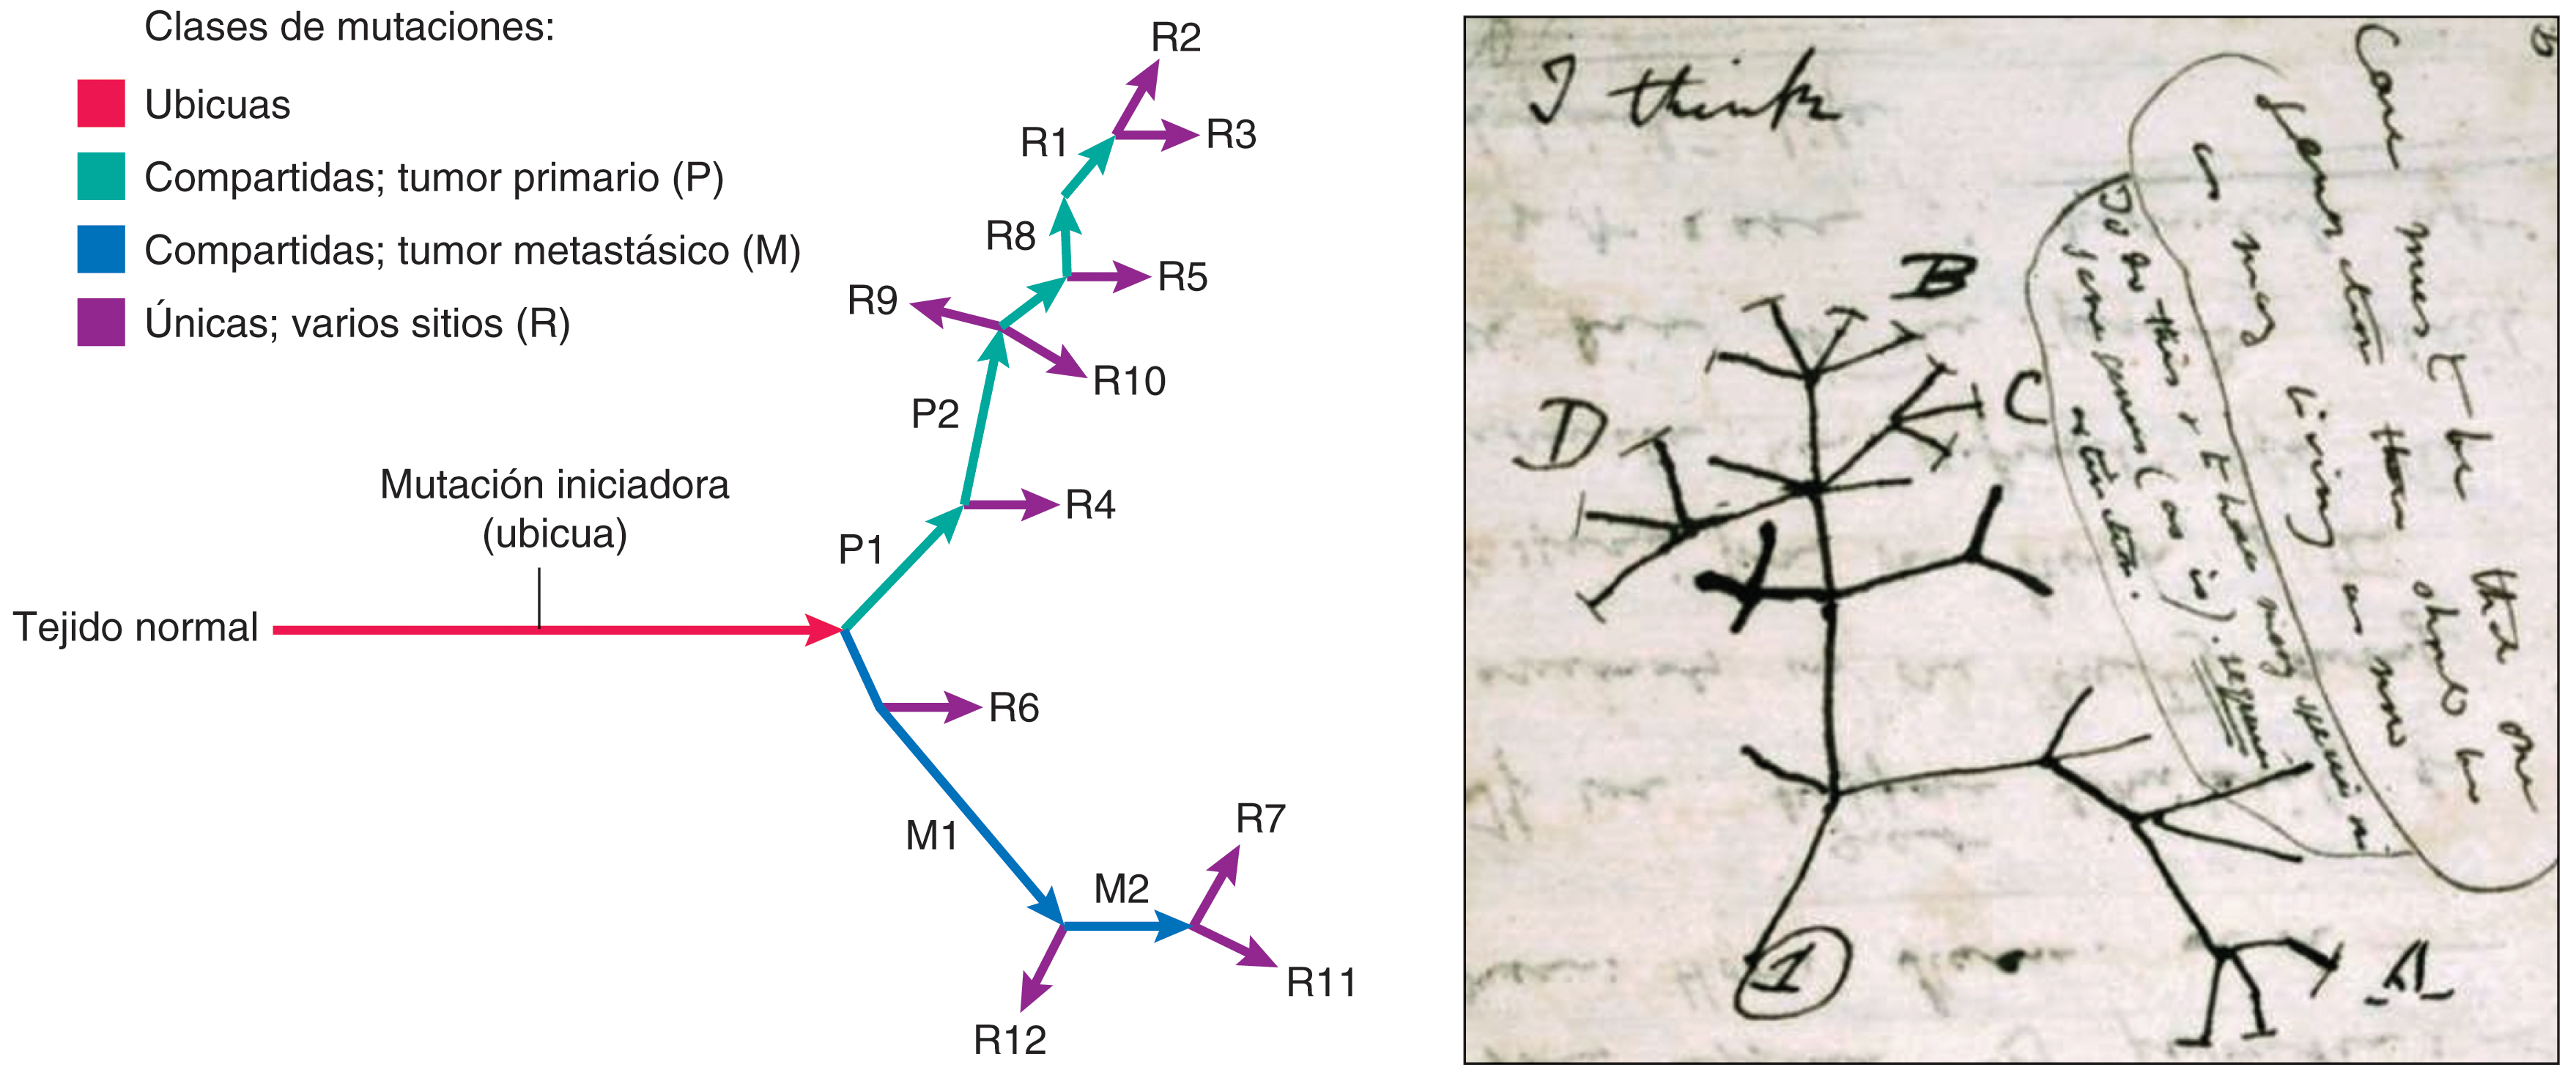 Clases de mutaciones:
Ubicuas
Compartidas; tumor primario (P)
Compartidas; tumor metastásico (M)
Únicas; varios sitios (R)
Mutación iniciadora
(ubicua)
Tejido normal
P1
P2
R4
R9
R10
R8
R5
R1
R2
R3
R6
M1
M2
R7
R11
R12
I think
B
C
D
A
1
Case must be that one
generation then should be
as many living as now
To do this & to have many species in
same genus (as is). requires
extinction.